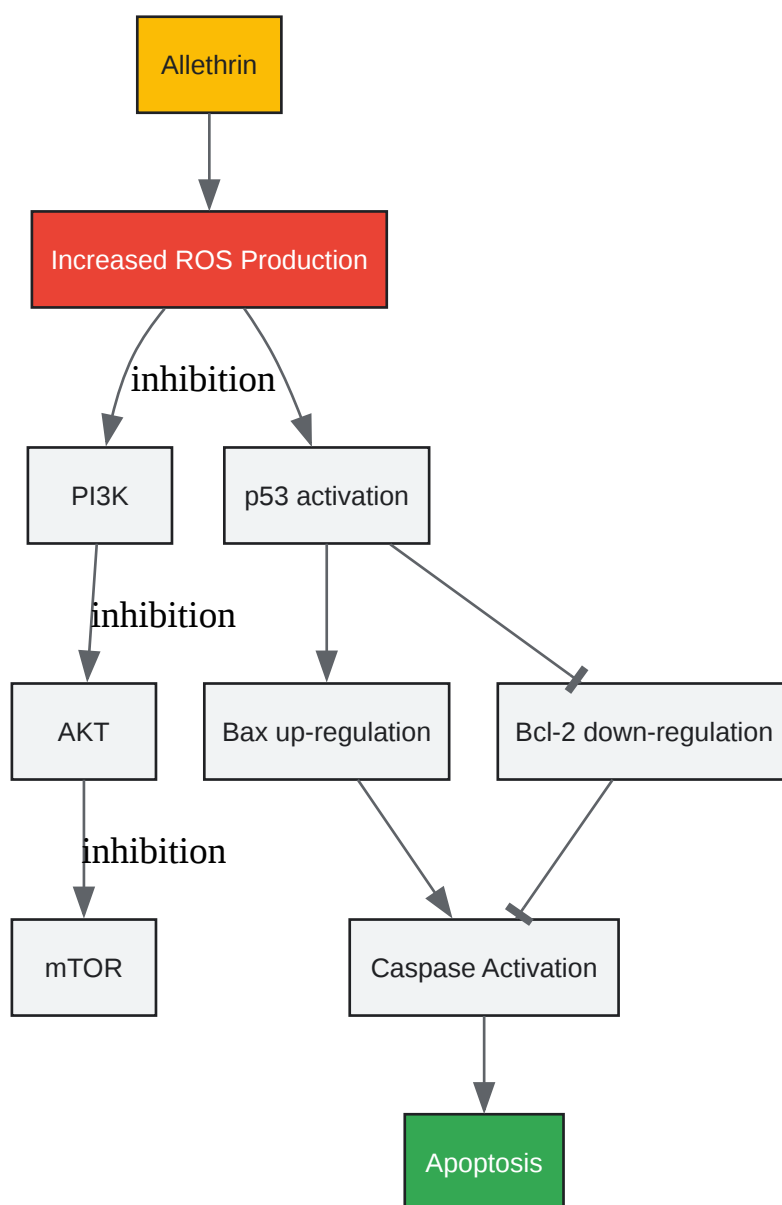 Allethrin
Increased ROS Production
inhibition
PI3K
p53 activation
inhibition
AKT
Bax up-regulation
Bcl-2 down-regulation
inhibition
mTOR
Caspase Activation
Apoptosis